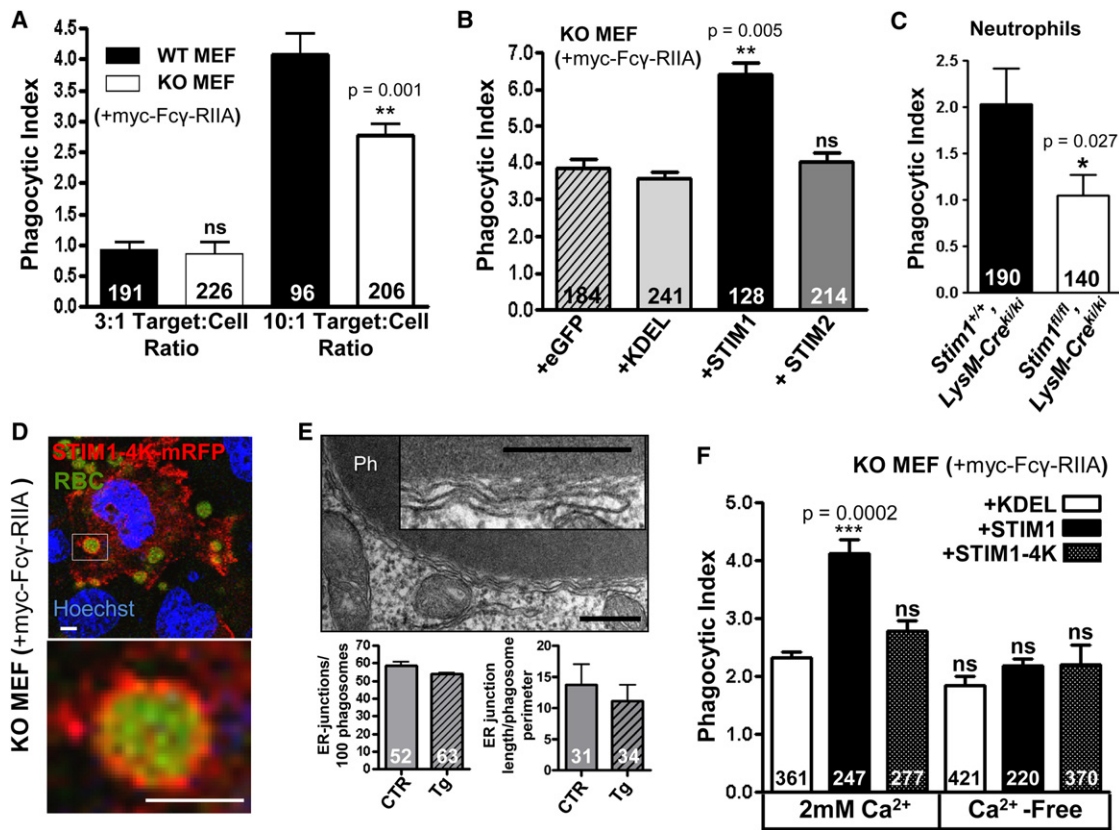 A
Phagocytic Index
4.5
4.0
3.5
3.0
2.5
2.0
1.5
1.0
0.5
0.0
WT MEF
KO MEF
(+myc-Fcγ-RIIA)
ns
p = 0.001
**
191
226
96
206
3:1 Target:Cell
Ratio
10:1 Target:Cell
Ratio
B
KO MEF
(+myc-Fcγ-RIIA)
Phagocytic Index
7.0
6.0
5.0
4.0
3.0
2.0
1.0
0.0
p = 0.005
**
ns
184
241
128
214
+eGFP
+KDEL
+STIM1
+ STIM2
C
Neutrophils
Phagocytic Index
2.5
2.0
1.5
1.0
0.5
0.0
p = 0.027
*
190
140
Stim1+/+,
LysM-Creki/ki
Stim1fl/fl,
LysM-Creki/ki
D
KO MEF (+myc-Fcγ-RIIA)
STIM1-4K-mRFP
RBC
Hoechst
E
Ph
ER-junctions/
100 phagosomes
70
60
50
40
30
20
10
0
52
63
CTR
Tg
ER junction
length/phagosome
perimeter
20
15
10
5
0
31
34
CTR
Tg
F
KO MEF (+myc-Fcγ-RIIA)
+KDEL
+STIM1
+STIM1-4K
Phagocytic Index
5.0
4.0
3.0
2.0
1.0
0.0
p = 0.0002
***
ns
ns
ns
ns
361
247
277
421
220
370
2mM Ca2+
Ca2+ -Free